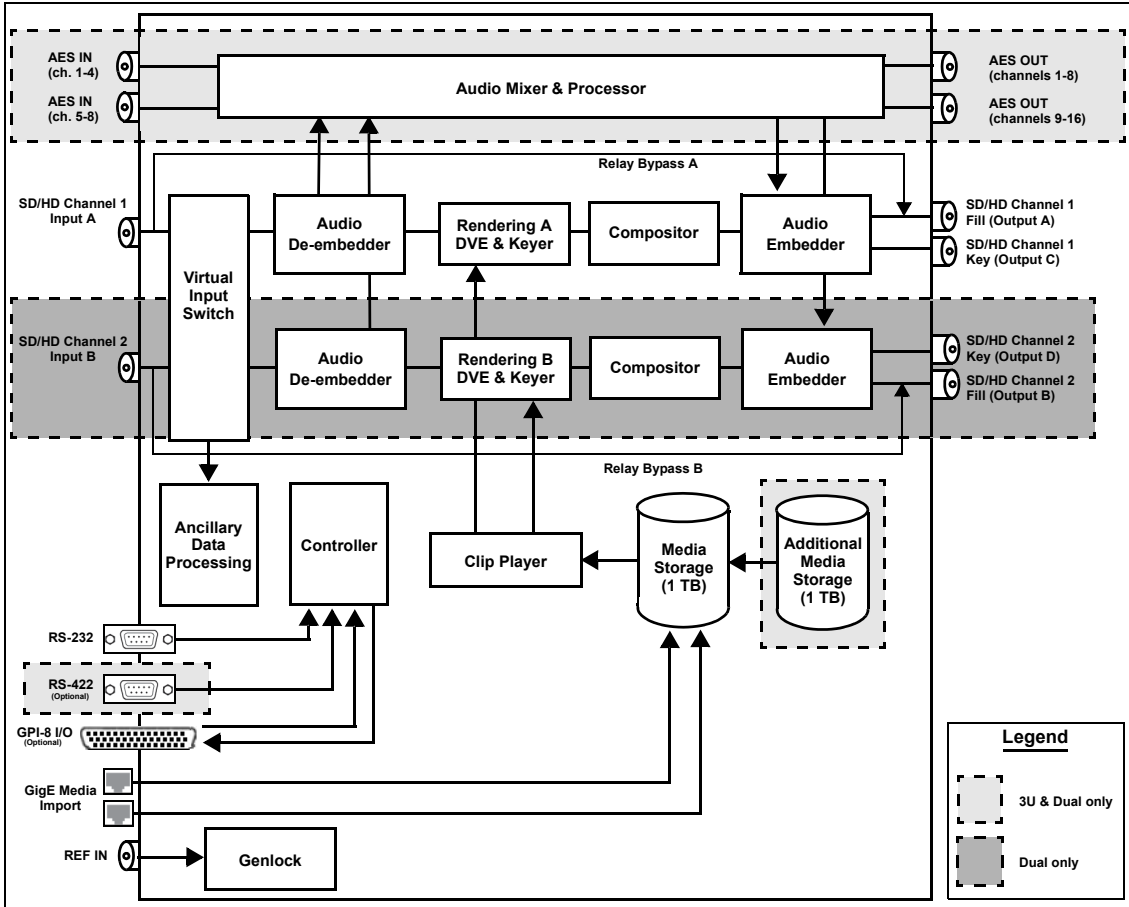 AES IN
(ch. 1-4)
AES IN
(ch. 5-8)
Audio Mixer & Processor
AES OUT
(channels 1-8)
AES OUT
(channels 9-16)
Relay Bypass A
SD/HD Channel 1
Input A
Virtual
Input
Switch
Audio
De-embedder
Rendering A
DVE & Keyer
Compositor
Audio
Embedder
SD/HD Channel 1
Fill (Output A)
SD/HD Channel 1
Key (Output C)
SD/HD Channel 2
Input B
Audio
De-embedder
Rendering B
DVE & Keyer
Compositor
Audio
Embedder
SD/HD Channel 2
Key (Output D)
SD/HD Channel 2
Fill (Output B)
Relay Bypass B
Ancillary
Data
Processing
Controller
Clip Player
Media
Storage
(1 TB)
Additional
Media
Storage
(1 TB)
RS-232
RS-422
(Optional)
GPI-8 I/O
(Optional)
GigE Media
Import
REF IN
Genlock
Legend
3U & Dual only
Dual only